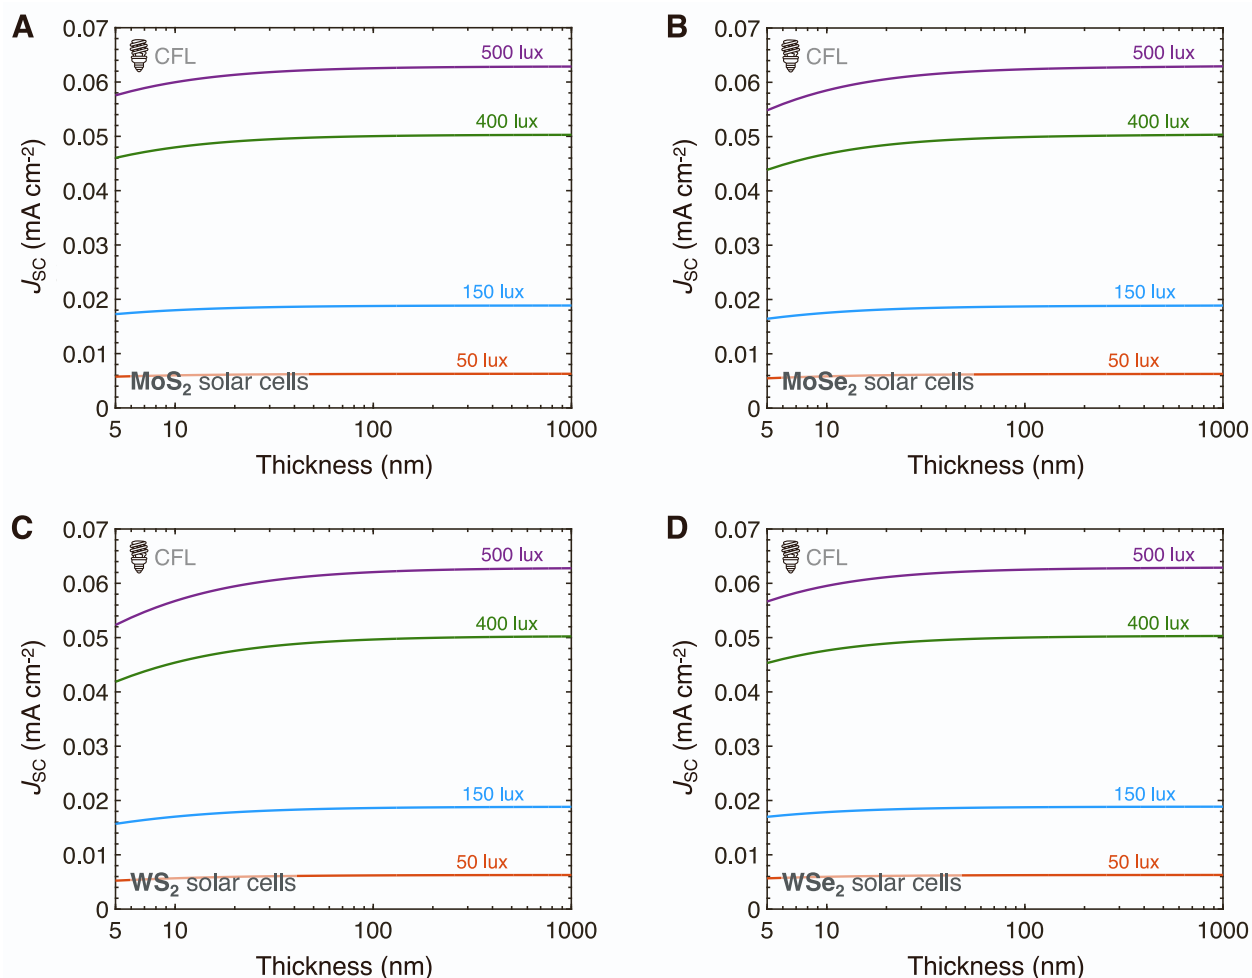 A
CFL
500 lux
400 lux
150 lux
50 lux
MoS₂ solar cells
0.07
0.06
0.05
0.04
0.03
0.02
0.01
0
J_SC (mA cm⁻²)
5 10 100 1000
Thickness (nm)
B
CFL
500 lux
400 lux
150 lux
50 lux
MoSe₂ solar cells
0.07
0.06
0.05
0.04
0.03
0.02
0.01
0
J_SC (mA cm⁻²)
5 10 100 1000
Thickness (nm)
C
CFL
500 lux
400 lux
150 lux
50 lux
WS₂ solar cells
0.07
0.06
0.05
0.04
0.03
0.02
0.01
0
J_SC (mA cm⁻²)
5 10 100 1000
Thickness (nm)
D
CFL
500 lux
400 lux
150 lux
50 lux
WSe₂ solar cells
0.07
0.06
0.05
0.04
0.03
0.02
0.01
0
J_SC (mA cm⁻²)
5 10 100 1000
Thickness (nm)